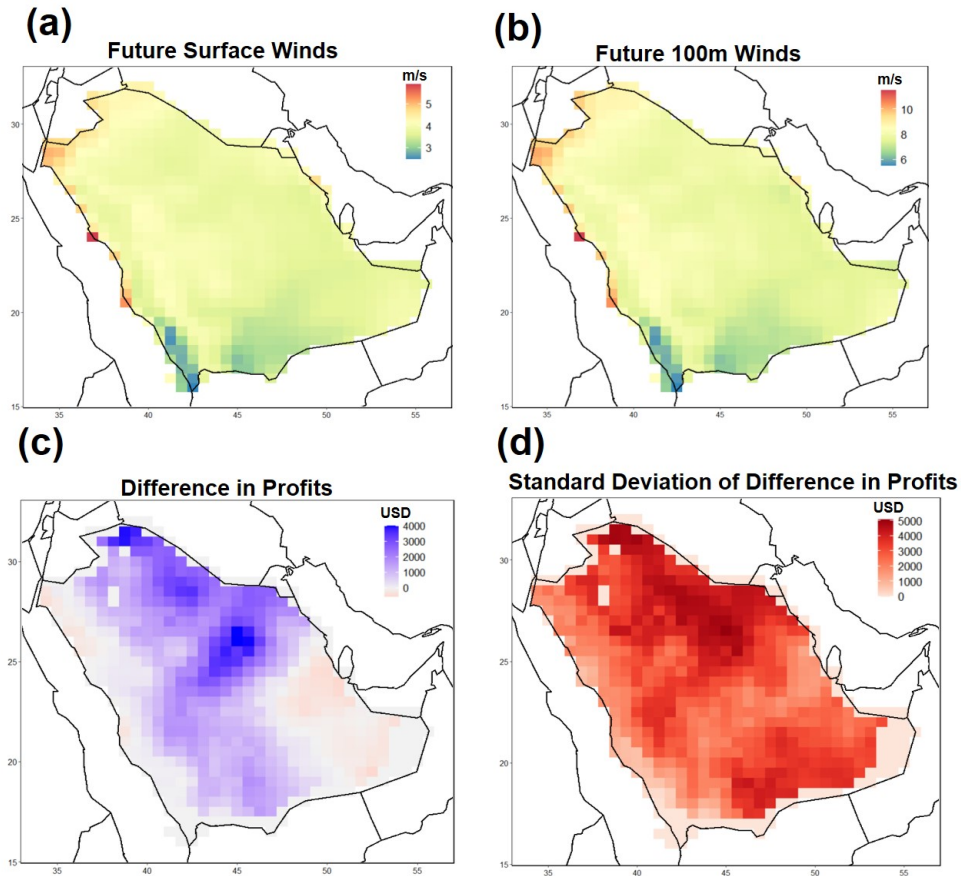 (a)
Future Surface Winds
m/s
5
4
3
30
25
20
15
35 40 45 50 55
(b)
Future 100m Winds
m/s
10
8
6
30
25
20
15
35 40 45 50 55
(c)
Difference in Profits
USD
4000
3000
2000
1000
0
30
25
20
15
35 40 45 50 55
(d)
Standard Deviation of Difference in Profits
USD
5000
4000
3000
2000
1000
0
30
25
20
15
35 40 45 50 55